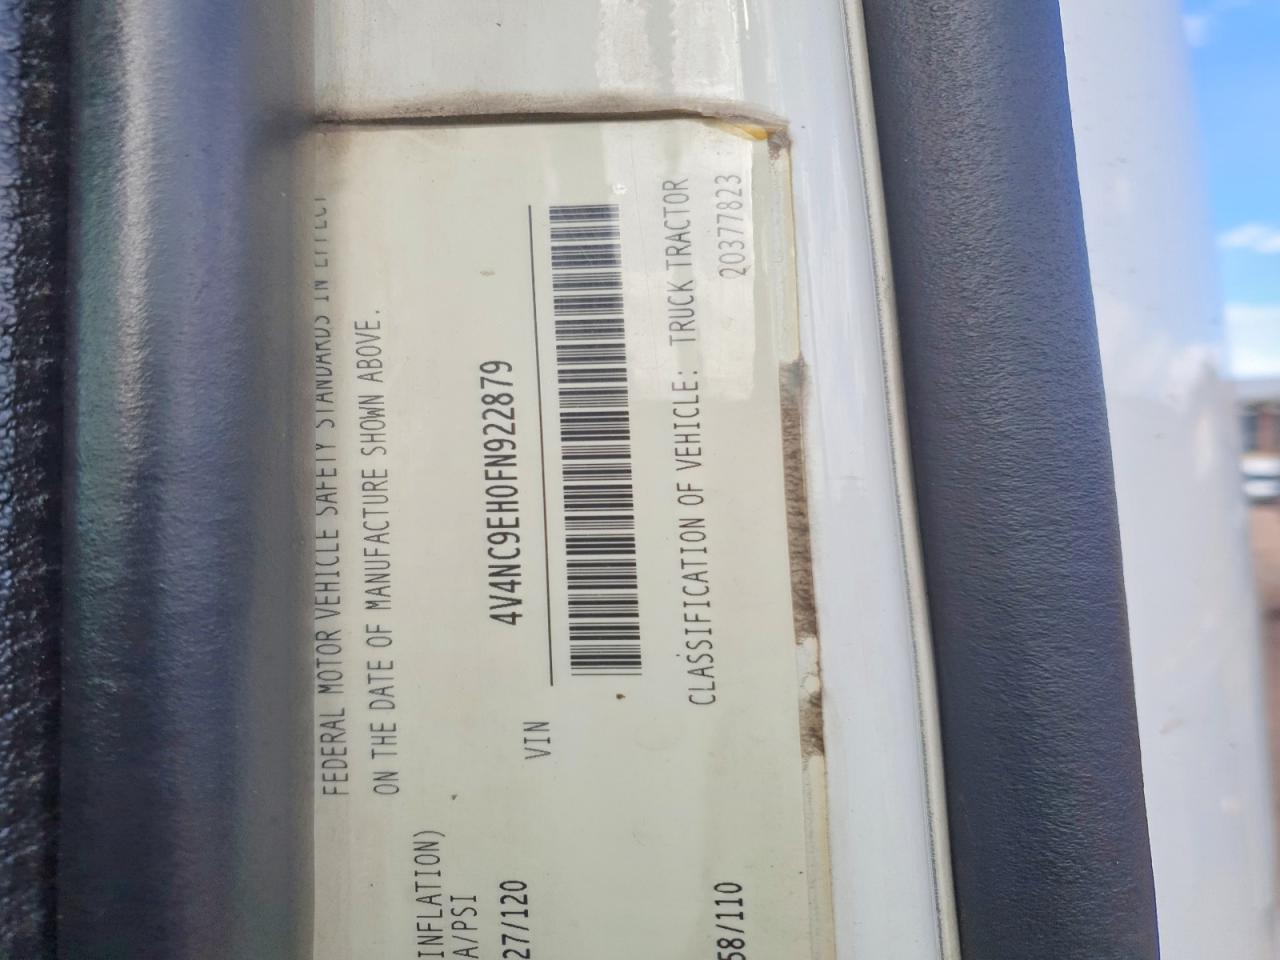 FEDERAL MOTOR VEHICLE SAFETY STANDARDS IN EFFECT
ON THE DATE OF MANUFACTURE SHOWN ABOVE.
INFLATION)
A/PSI
4V4NC9EH0FN922879
27/120
VIN
CLASSIFICATION OF VEHICLE: TRUCK TRACTOR
20377823
58/110